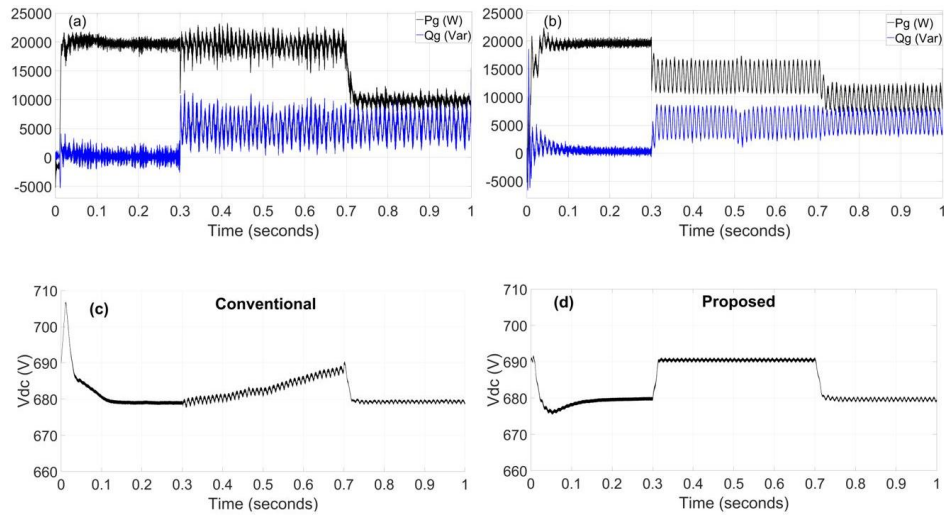 (a)
Pg (W)
Qg (Var)
25000
20000
15000
10000
5000
0
-5000
0 0.1 0.2 0.3 0.4 0.5 0.6 0.7 0.8 0.9 1
Time (seconds)
(b)
Pg (W)
Qg (Var)
25000
20000
15000
10000
5000
0
-5000
0 0.1 0.2 0.3 0.4 0.5 0.6 0.7 0.8 0.9 1
Time (seconds)
(c)
Conventional
Vdc (V)
710
700
690
680
670
660
0 0.1 0.2 0.3 0.4 0.5 0.6 0.7 0.8 0.9 1
Time (seconds)
(d)
Proposed
Vdc (V)
710
700
690
680
670
660
0 0.1 0.2 0.3 0.4 0.5 0.6 0.7 0.8 0.9 1
Time (seconds)